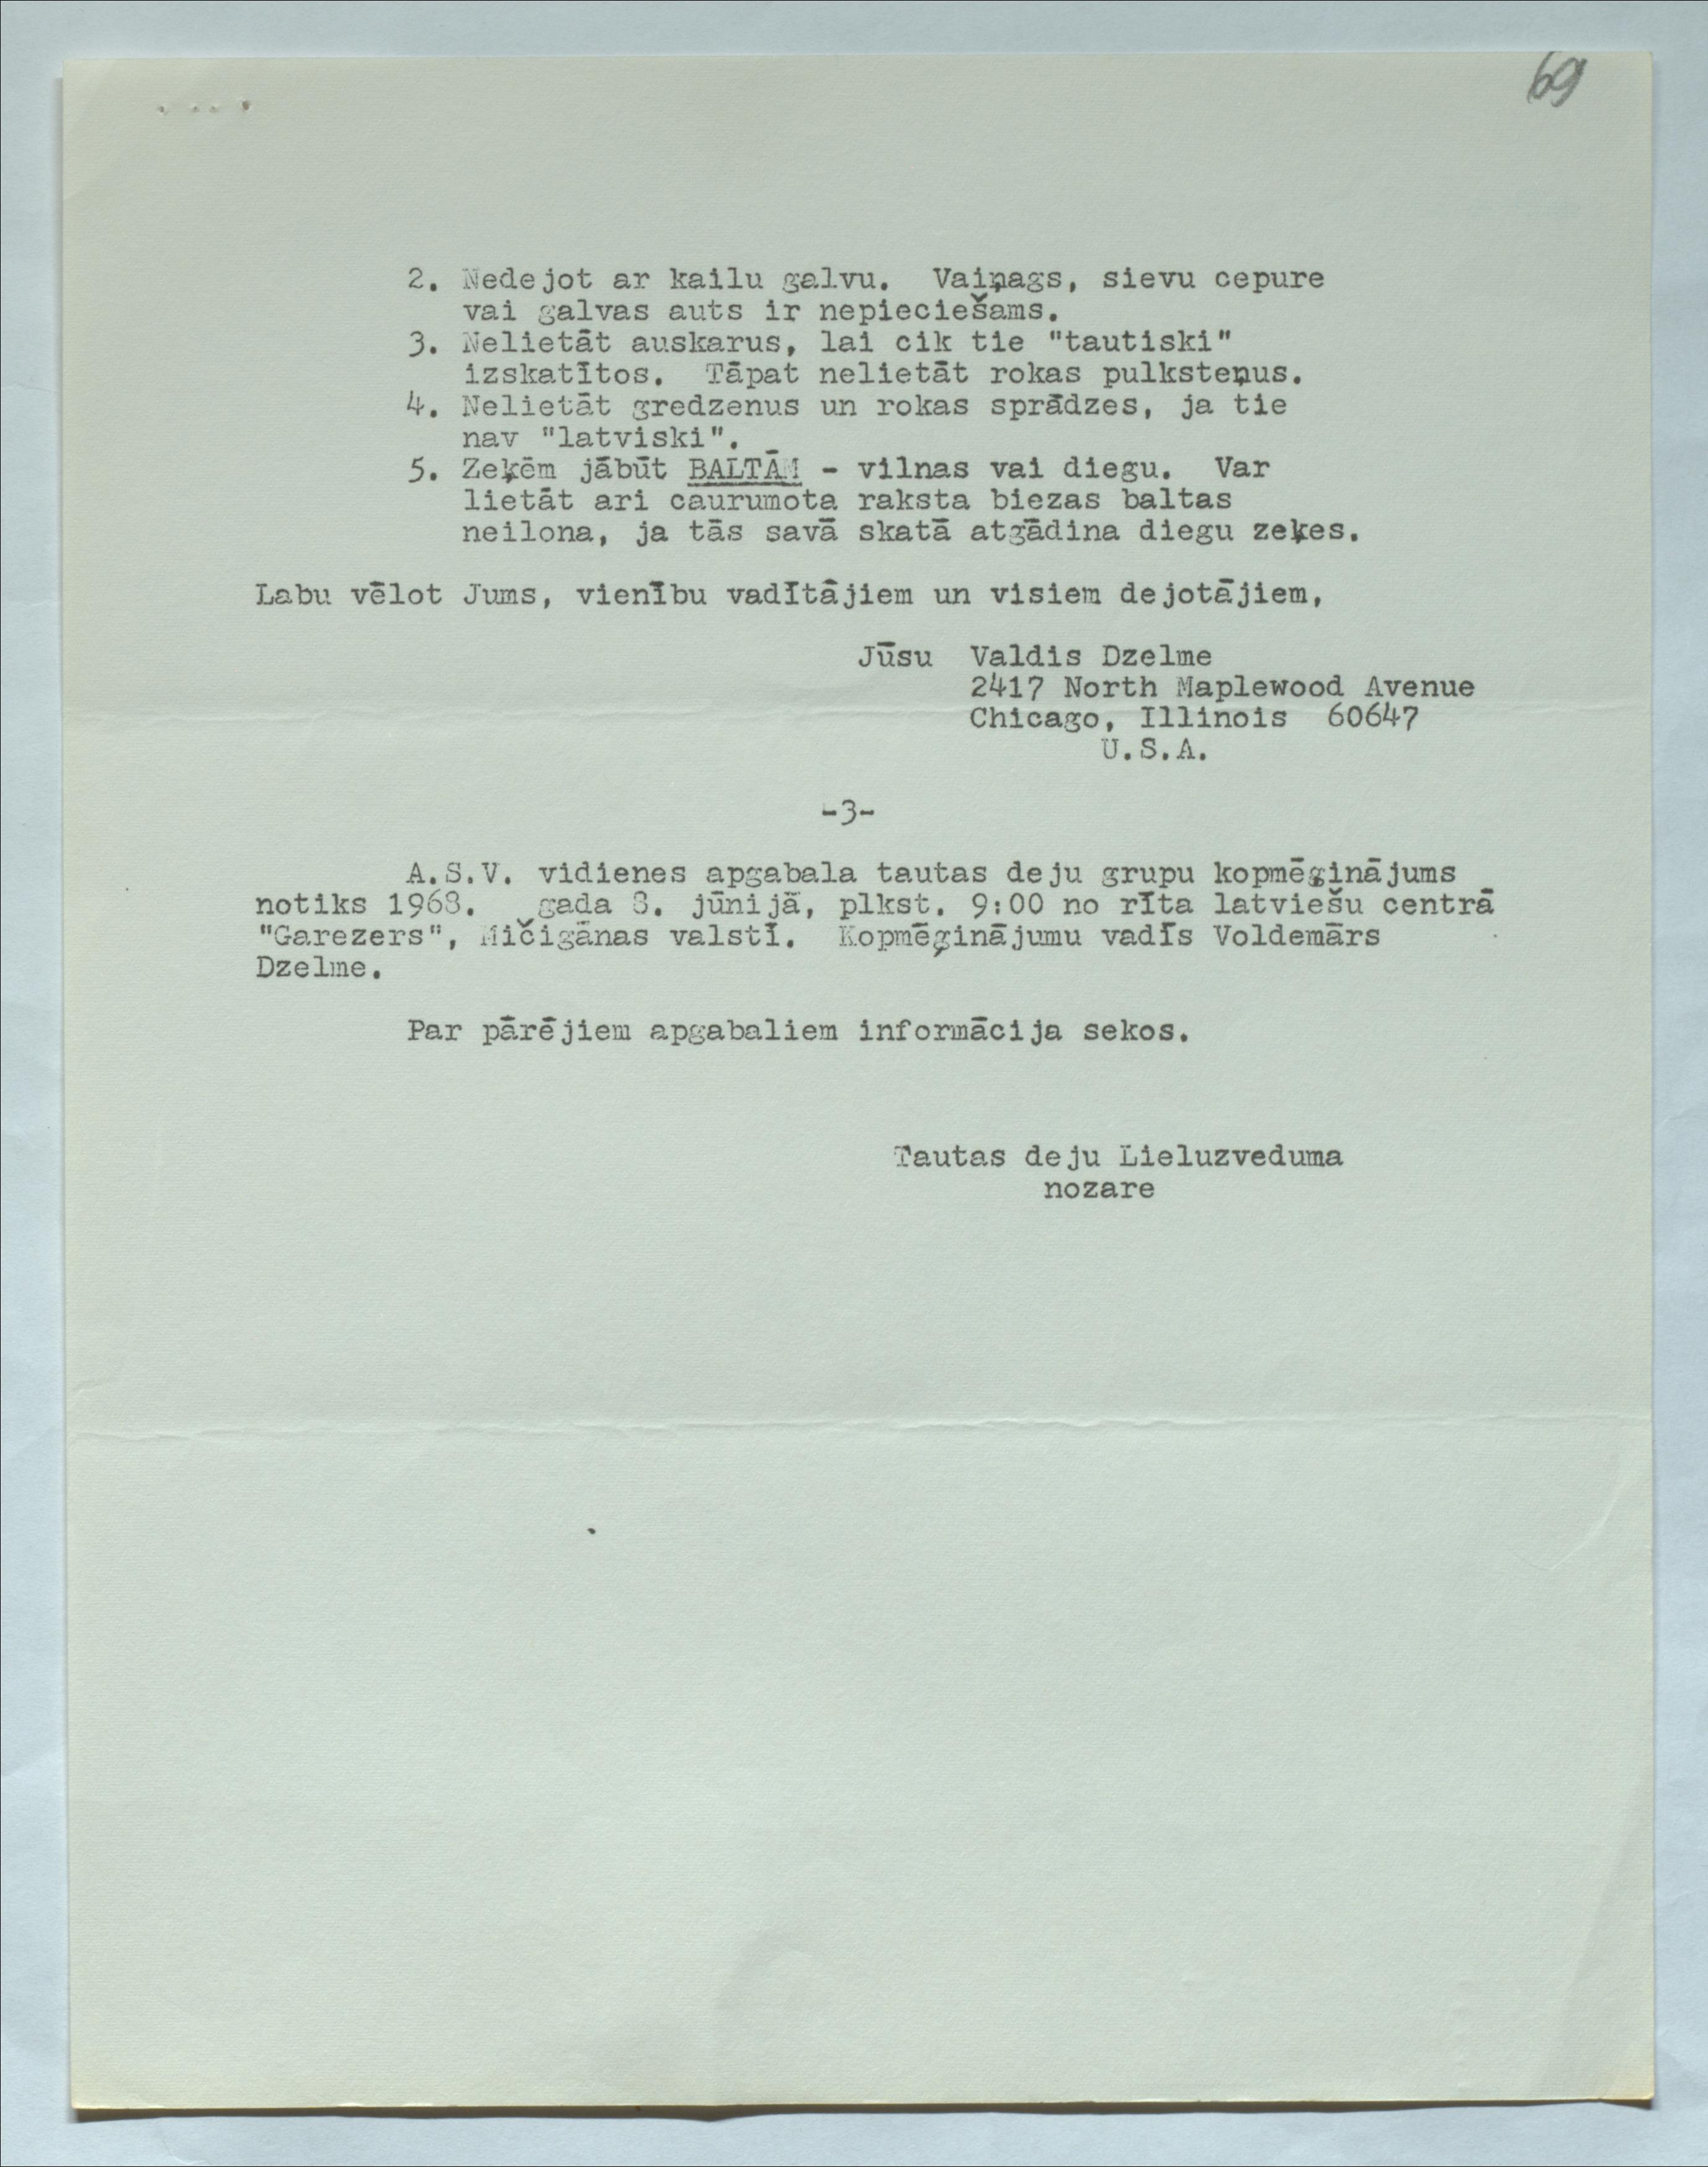 69
2. Nedejot ar kailu galvu. Vaiņags, sievu cepure
vai galvas auts ir nepieciešams.
3. Nelietāt auskarus, lai cik tie "tautiski"
izskatītos. Tāpat nelietāt rokas pulksteņus.
4. Nelietāt gredzenus un rokas sprādzes, ja tie
nav "latviski".
5. Zeķēm jābūt BALTĀM - vilnas vai diegu. Var
lietāt ari caurumota raksta biezas baltas
neilona, ja tās savā skatā atgādina diegu zeķes.
Labu vēlot Jums, vienību vadītājiem un visiem dejotājiem,
Jūsu Valdis Dzelme
2417 North Maplewood Avenue
Chicago, Illinois 60647
U.S.A.
-3-
A.S.V. vidienes apgabala tautas deju grupu kopmēģinājums
notiks 1968. gada 8. jūnijā, plkst. 9:00 no rīta latviešu centrā
"Garezers", Mičigānas valstī. Kopmēģinājumu vadīs Voldemārs
Dzelme.
Par pārējiem apgabaliem informācija sekos.
Tautas deju Lieluzveduma
nozare